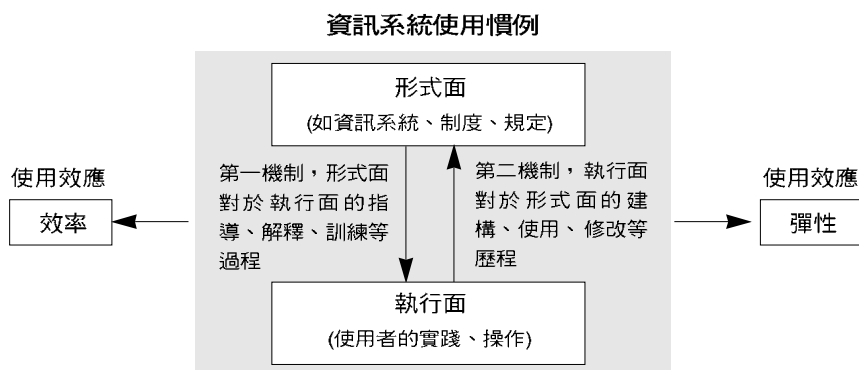 資訊系統使用慣例
形式面
(如資訊系統、制度、規定)
第一機制，形式面
對於執行面的指
導、解釋、訓練等
過程
第二機制，執行面
對於形式面的建
構、使用、修改等
歷程
使用效應
效率
使用效應
彈性
執行面
(使用者的實踐、操作)